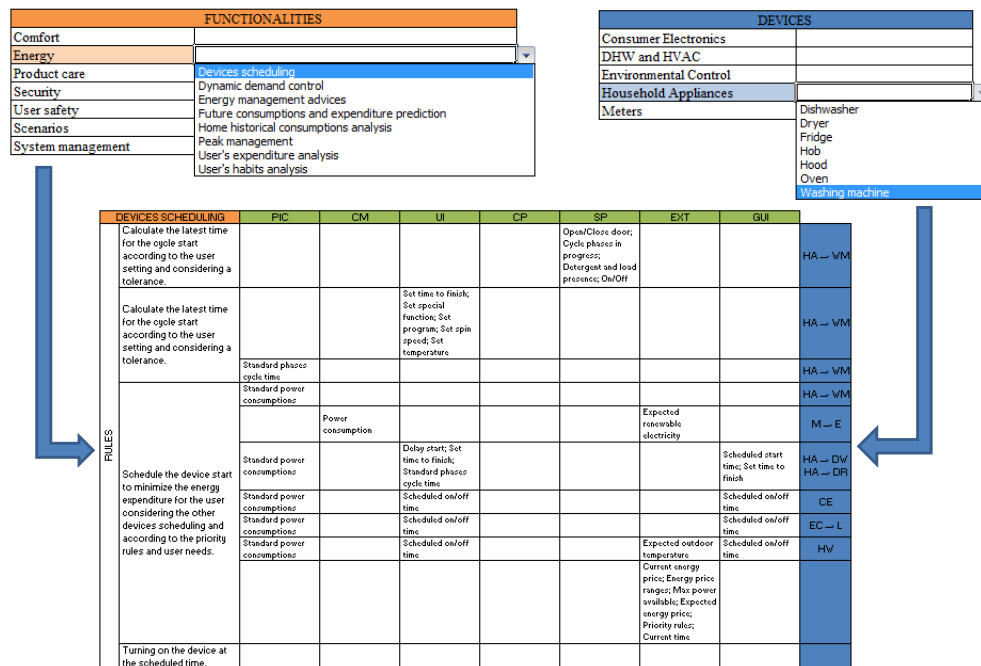 FUNCTIONALITIES
Comfort
Energy
Product care
Security
User safety
Scenarios
System management
Devices scheduling
Dynamic demand control
Energy management advices
Future consumptions and expenditure prediction
Home historical consumptions analysis
Peak management
User's expenditure analysis
User's habits analysis
DEVICES
Consumer Electronics
DHW and HVAC
Environmental Control
Household Appliances
Meters
Dishwasher
Dryer
Fridge
Hob
Hood
Oven
Washing machine
DEVICES SCHEDULING PIC CM UI CP SP EXT GUI
RULES
Calculate the latest time
for the cycle start
according to the user
setting and considering a
tolerance.
Open/Close door;
Cycle phases in
progress;
Detergent and load
presence; On/Off
HA → WM
Calculate the latest time
for the cycle start
according to the user
setting and considering a
tolerance.
Set time to finish;
Set special
function; Set
program; Set spin
speed; Set
temperature
HA → WM
Standard phases
cycle time
HA → WM
Schedule the device start
to minimize the energy
expenditure for the user
considering the other
devices scheduling and
according to the priority
rules and user needs.
Standard power
consumptions
HA → WM
Power
consumption
Expected
renewable
electricity
M → E
Standard power
consumptions
Delay start; Set
time to finish;
Standard phases
cycle time
Scheduled start
time; Set time to
finish
HA → DW
HA → DR
Standard power
consumptions
Scheduled on/off
time
Scheduled on/off
time
CE
Standard power
consumptions
Scheduled on/off
time
Scheduled on/off
time
EC → L
Standard power
consumptions
Scheduled on/off
time
Expected outdoor
temperature
Scheduled on/off
time
HW
Current energy
price; Energy price
ranges; Max power
available; Expected
energy price;
Priority rules;
Current time
Turning on the device at
the scheduled time.